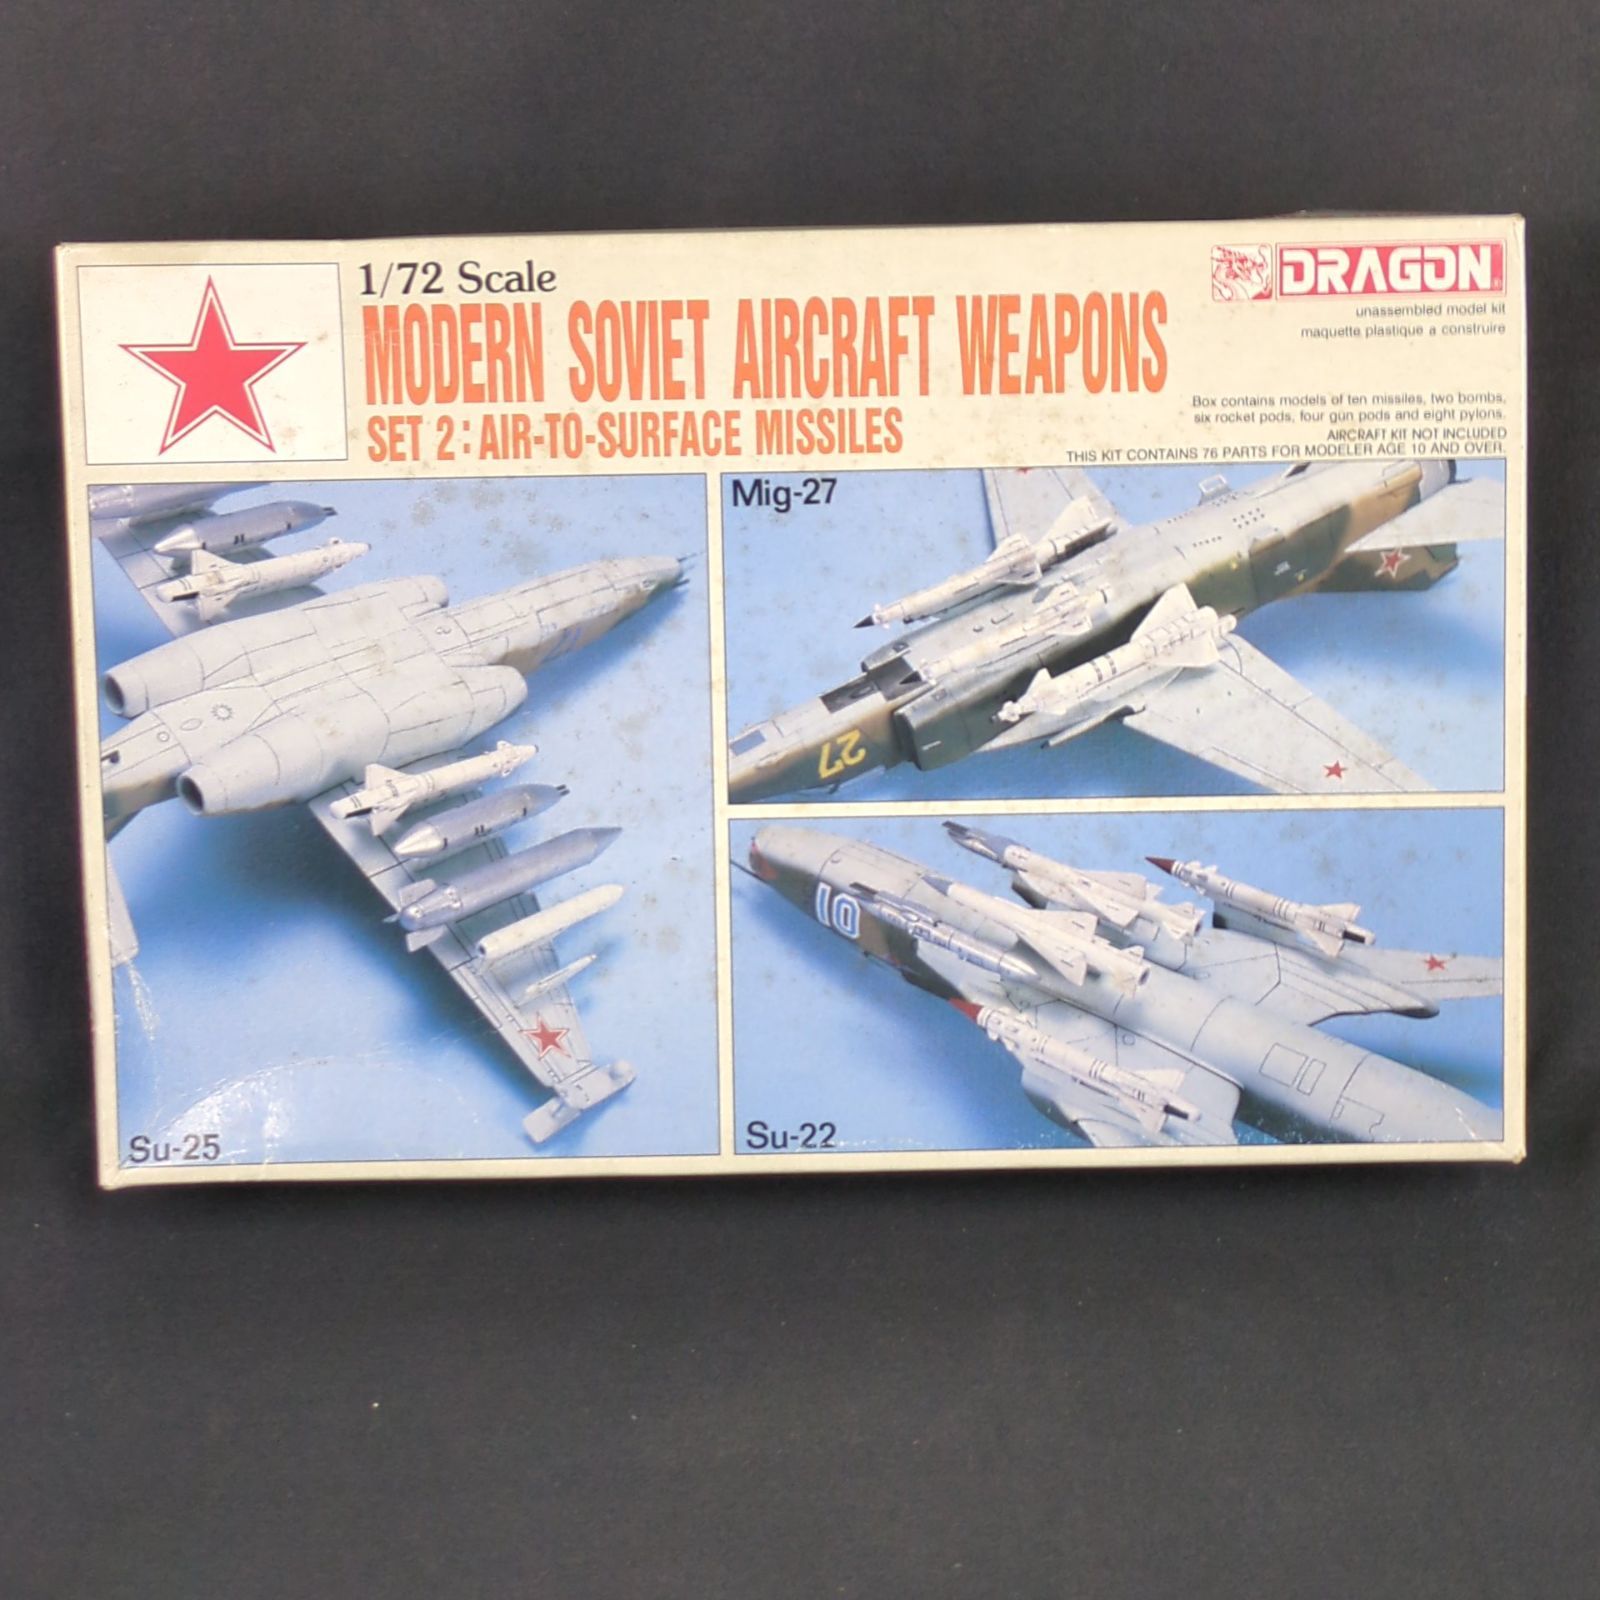 1/72 Scale
MODERN SOVIET AIRCRAFT WEAPONS
SET 2: AIR-TO-SURFACE MISSILES
DRAGON
unassembled model kit
maquette plastique a construire
Box contains models of ten missiles, two bombs,
six rocket pods, four gun pods and eight pylons.
AIRCRAFT KIT NOT INCLUDED
THIS KIT CONTAINS 76 PARTS FOR MODELER AGE 10 AND OVER.
Mig-27
27
10
Su-25
Su-22